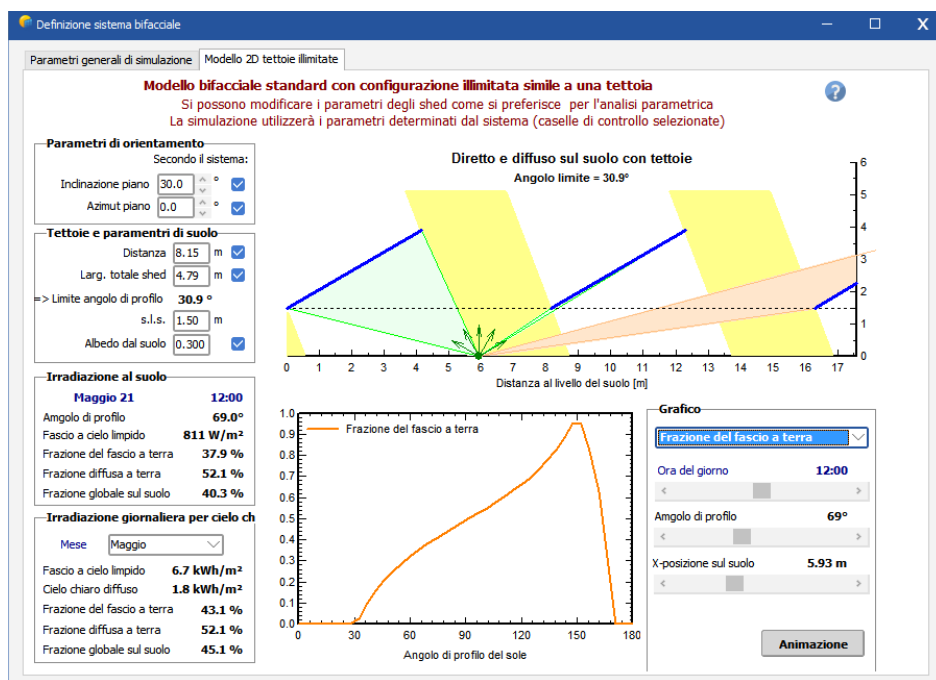 Definizione sistema bifacciale
Parametri generali di simulazione
Modello 2D tettoie illimitate
Modello bifacciale standard con configurazione illimitata simile a una tettoia
Si possono modificare i parametri degli shed come si preferisce per l'analisi parametrica
La simulazione utilizzerà i parametri determinati dal sistema (caselle di controllo selezionate)
Parametri di orientamento
Secondo il sistema:
Inclinazione piano 30.0 °
Azimut piano 0.0 °
Tettoie e paramentri di suolo
Distanza 8.15 m
Larg. totale shed 4.79 m
=> Limite angolo di profilo 30.9 °
s.l.s. 1.50 m
Albedo dal suolo 0.300
Irradiazione al suolo
Maggio 21 12:00
Amgolo di profilo 69.0°
Fascio a cielo limpido 811 W/m²
Frazione del fascio a terra 37.9 %
Frazione diffusa a terra 52.1 %
Frazione globale sul suolo 40.3 %
Irradiazione giornaliera per cielo ch
Mese Maggio
Fascio a cielo limpido 6.7 kWh/m²
Cielo chiaro diffuso 1.8 kWh/m²
Frazione del fascio a terra 43.1 %
Frazione diffusa a terra 52.1 %
Frazione globale sul suolo 45.1 %
Diretto e diffuso sul suolo con tettoie
Angolo limite = 30.9°
6
5
4
3
2
1
0
0 1 2 3 4 5 6 7 8 9 10 11 12 13 14 15 16 17
Distanza al livello del suolo [m]
Frazione del fascio a terra
1.0
0.9
0.8
0.7
0.6
0.5
0.4
0.3
0.2
0.1
0.0
0 30 60 90 120 150 180
Angolo di profilo del sole
Grafico
Frazione del fascio a terra
Ora del giorno 12:00
Amgolo di profilo 69°
X-posizione sul suolo 5.93 m
Animazione